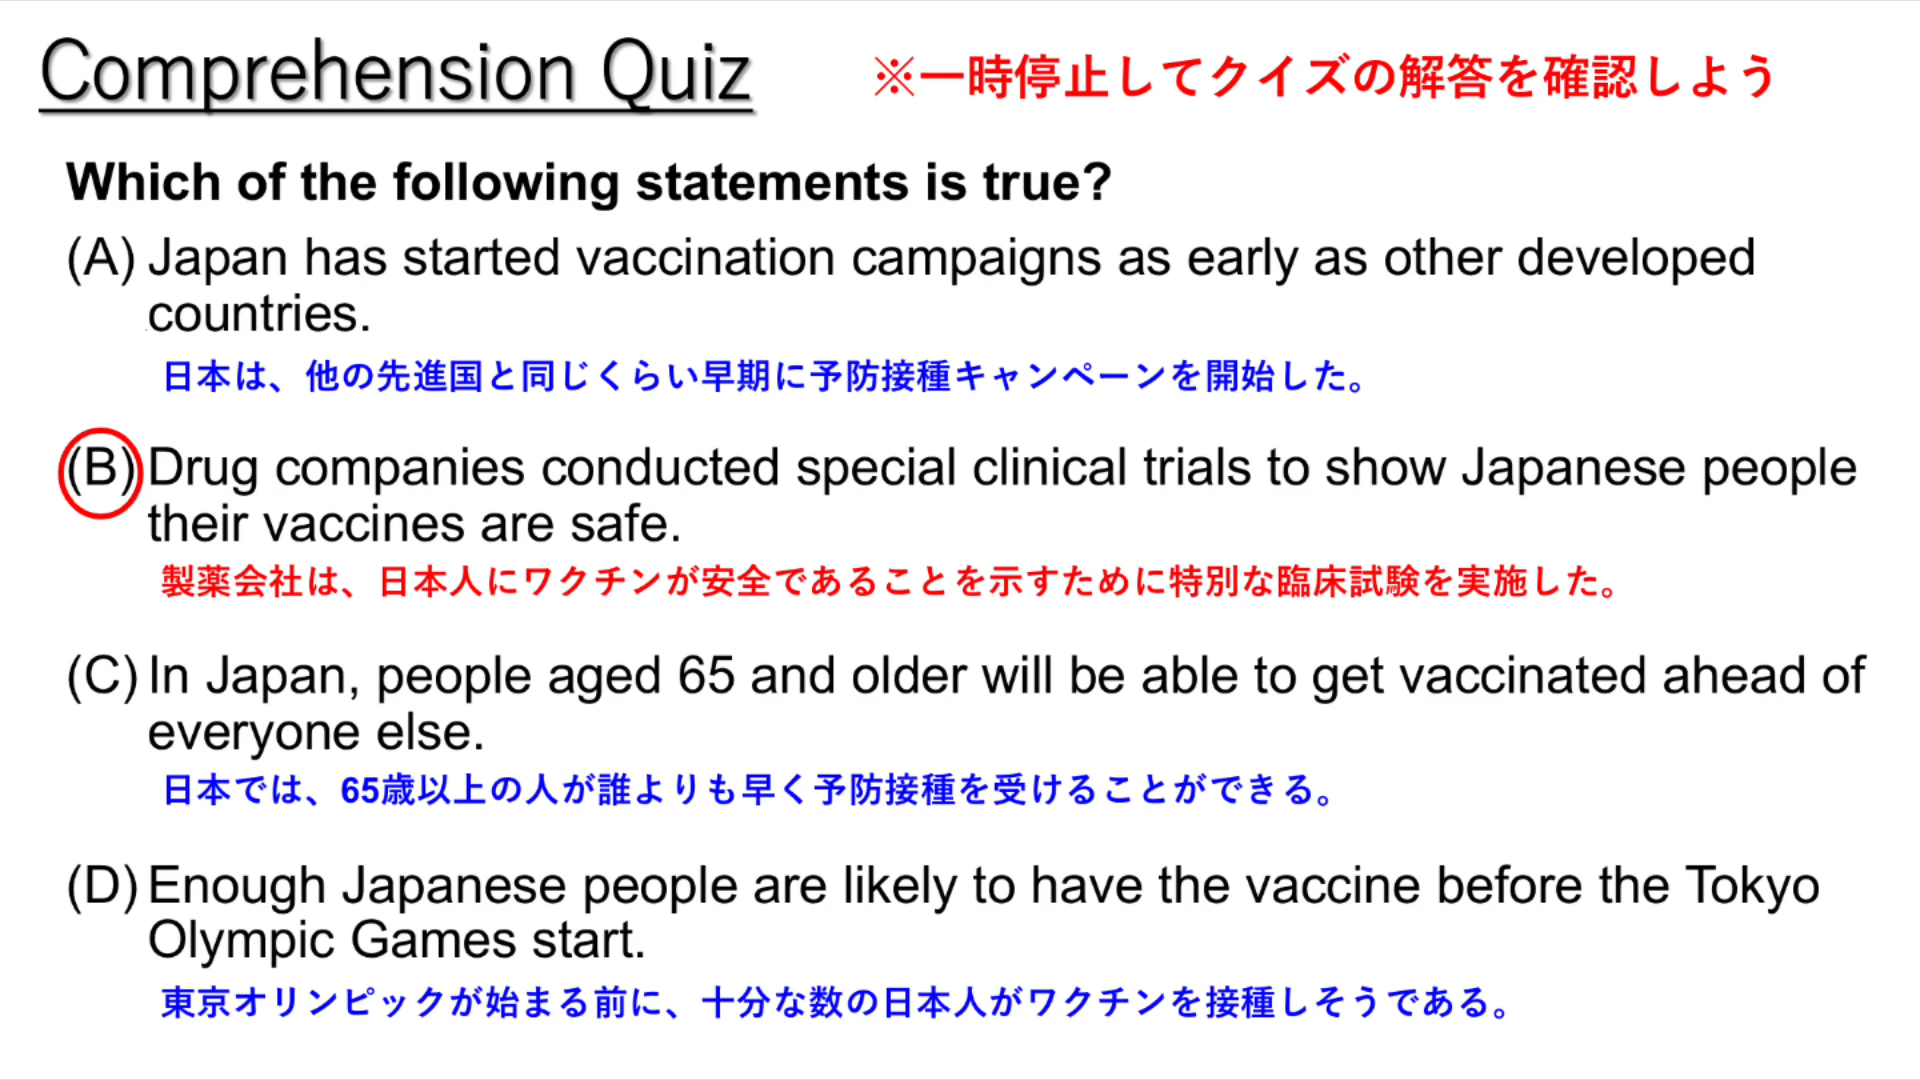 Comprehension Quiz
※一時停止してクイズの解答を確認しよう
Which of the following statements is true?
(A) Japan has started vaccination campaigns as early as other developed
countries.
日本は、他の先進国と同じくらい早期に予防接種キャンペーンを開始した。
(B) Drug companies conducted special clinical trials to show Japanese people
their vaccines are safe.
製薬会社は、日本人にワクチンが安全であることを示すために特別な臨床試験を実施した。
(C) In Japan, people aged 65 and older will be able to get vaccinated ahead of
everyone else.
日本では、65歳以上の人が誰よりも早く予防接種を受けることができる。
(D) Enough Japanese people are likely to have the vaccine before the Tokyo
Olympic Games start.
東京オリンピックが始まる前に、十分な数の日本人がワクチンを接種しそうである。